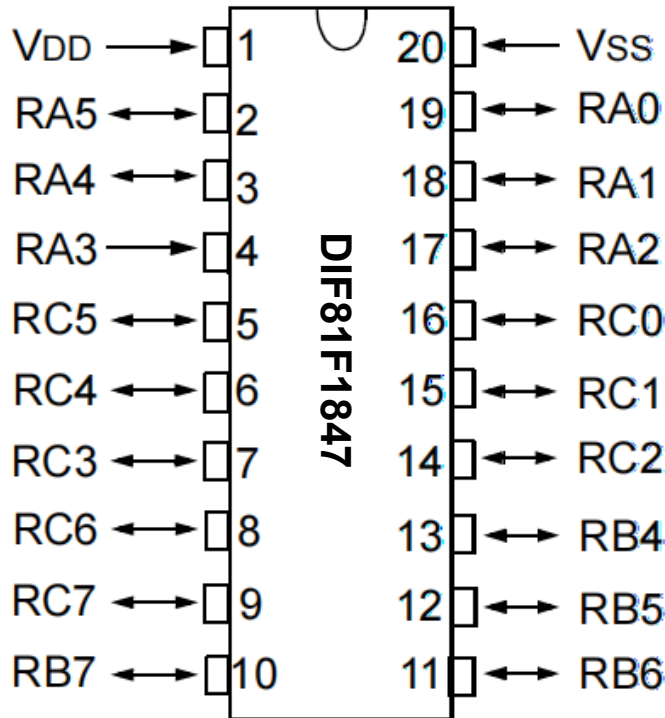 VDD 1 20 VSS
RA5 2 19 RA0
RA4 3 18 RA1
RA3 4 17 RA2
RC5 5 16 RC0
RC4 6 15 RC1
RC3 7 14 RC2
RC6 8 13 RB4
RC7 9 12 RB5
RB7 10 11 RB6
DIF81F1847